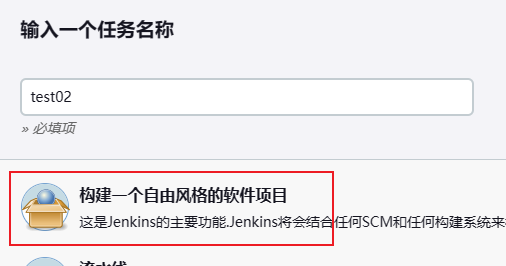 输入一个任务名称
test02
» 必填项
构建一个自由风格的软件项目
这是Jenkins的主要功能.Jenkins将会结合任何SCM和任何构建系统来
流水线